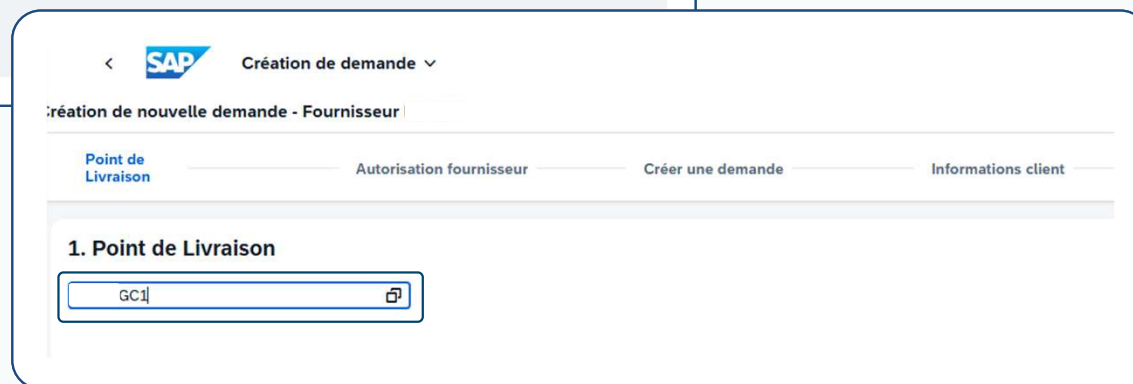 SAP Création de demande
Création de nouvelle demande - Fournisseur
Point de
Livraison
Autorisation fournisseur
Créer une demande
Informations client
1. Point de Livraison
GC1